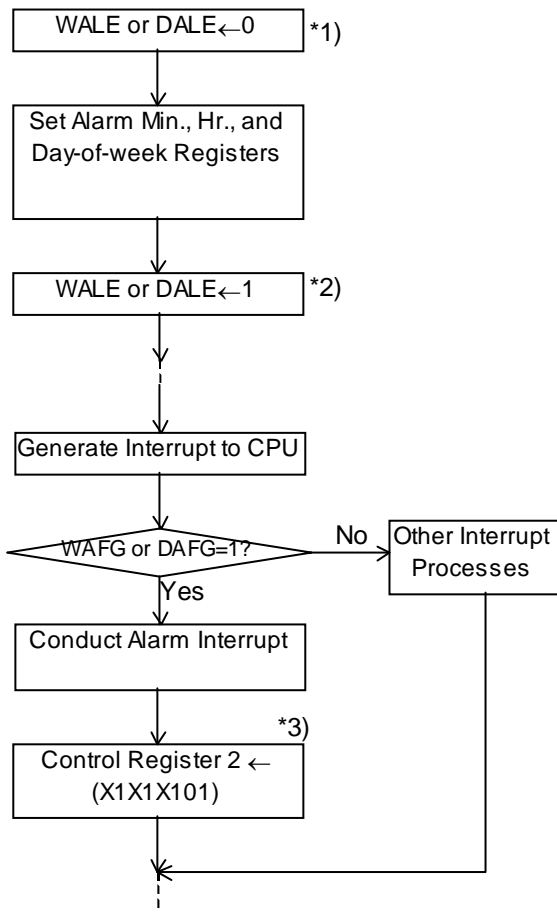 WALE or DALE←0
*1)
Set Alarm Min., Hr., and
Day-of-week Registers
WALE or DALE←1
*2)
Generate Interrupt to CPU
WAFG or DAFG=1?
No
Other Interrupt
Processes
Yes
Conduct Alarm Interrupt
*3)
Control Register 2 ←
(X1X1X101)